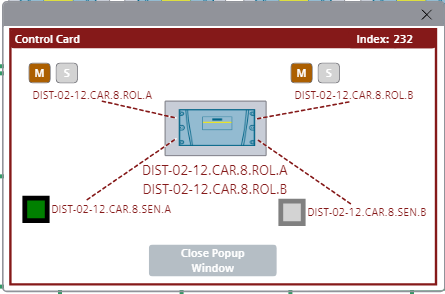 Control Card Index: 232
M S M S
DIST-02-12.CAR.8.ROL.A DIST-02-12.CAR.8.ROL.B
DIST-02-12.CAR.8.ROL.A
DIST-02-12.CAR.8.ROL.B
DIST-02-12.CAR.8.SEN.A DIST-02-12.CAR.8.SEN.B
Close Popup
Window